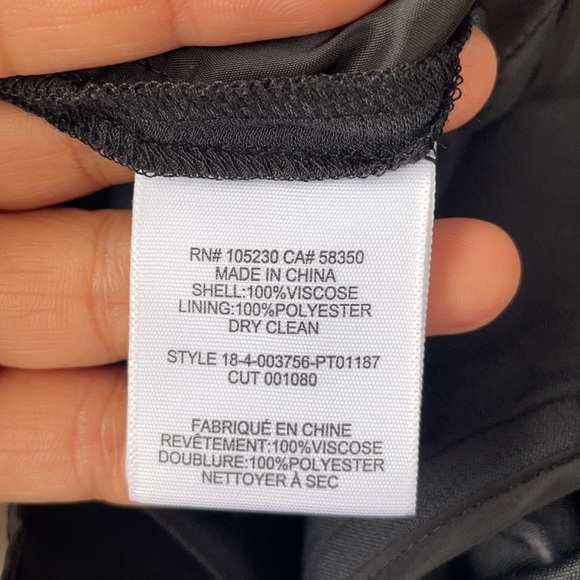 RN# 105230 CA# 58350
MADE IN CHINA
SHELL:100%VISCOSE
LINING:100%POLYESTER
DRY CLEAN
STYLE 18-4-003756-PT01187
CUT 001080
FABRIQUÉ EN CHINE
REVÊTEMENT:100%VISCOSE
DOUBLURE:100%POLYESTER
NETTOYER À SEC